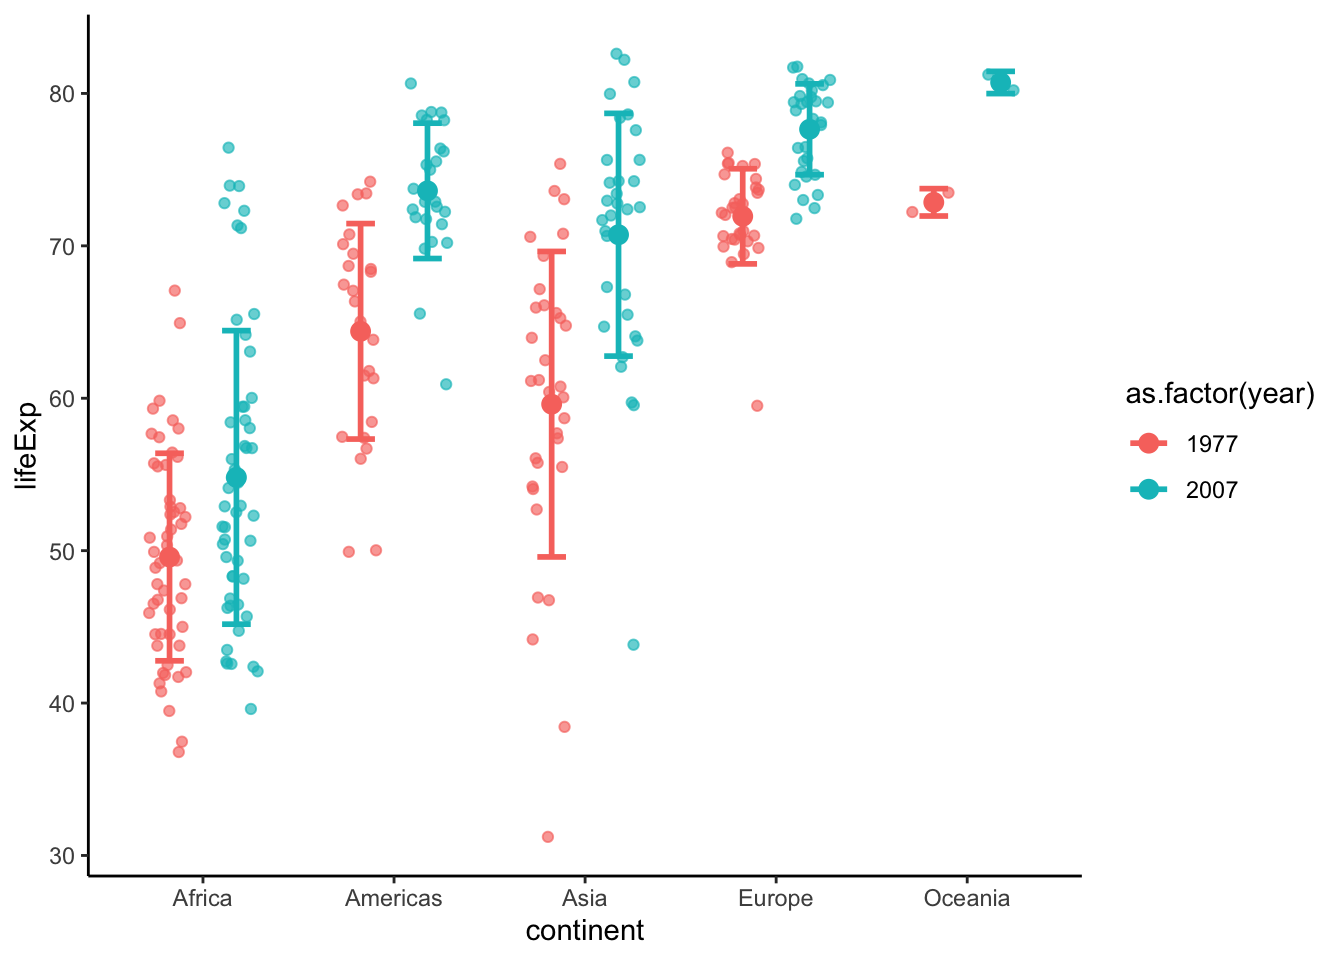 lifeExp
80
70
60
50
40
30
Africa Americas Asia Europe Oceania
continent
as.factor(year)
1977
2007